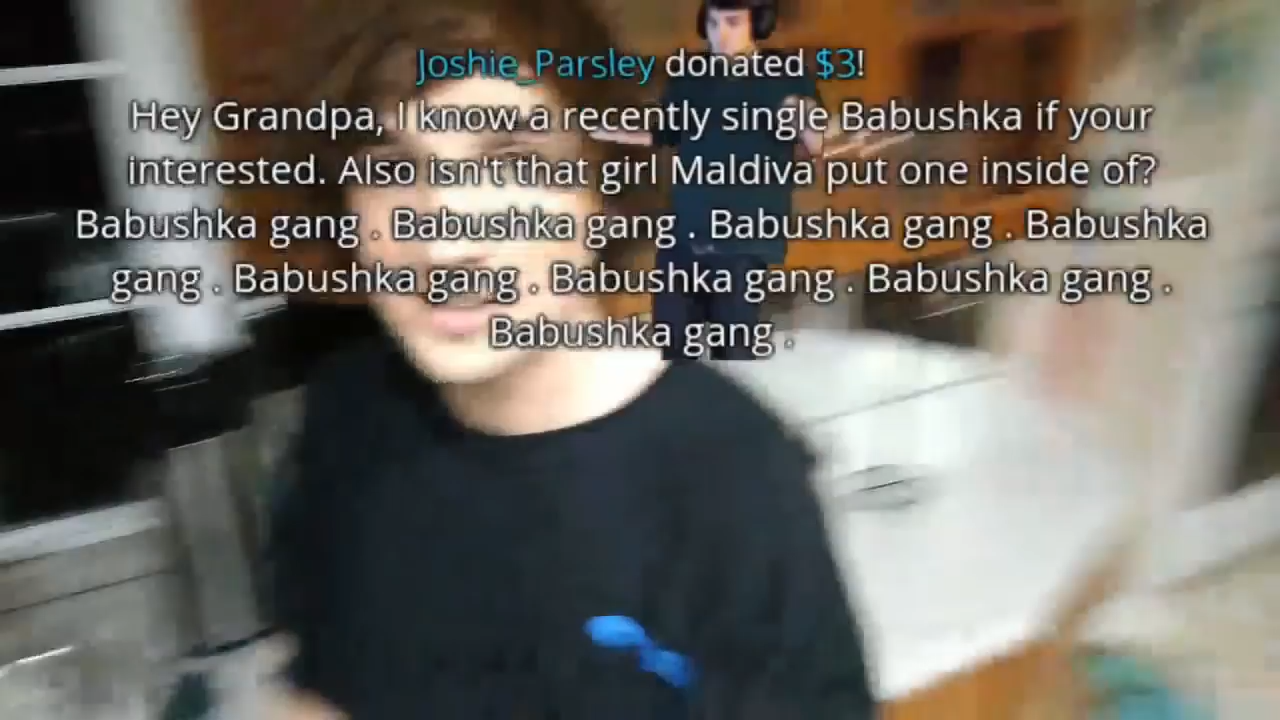 Joshie_Parsley donated $3!
Hey Grandpa, I know a recently single Babushka if your
interested. Also isn't that girl Maldiva put one inside of?
Babushka gang . Babushka gang . Babushka gang . Babushka
gang . Babushka gang . Babushka gang . Babushka gang .
Babushka gang .